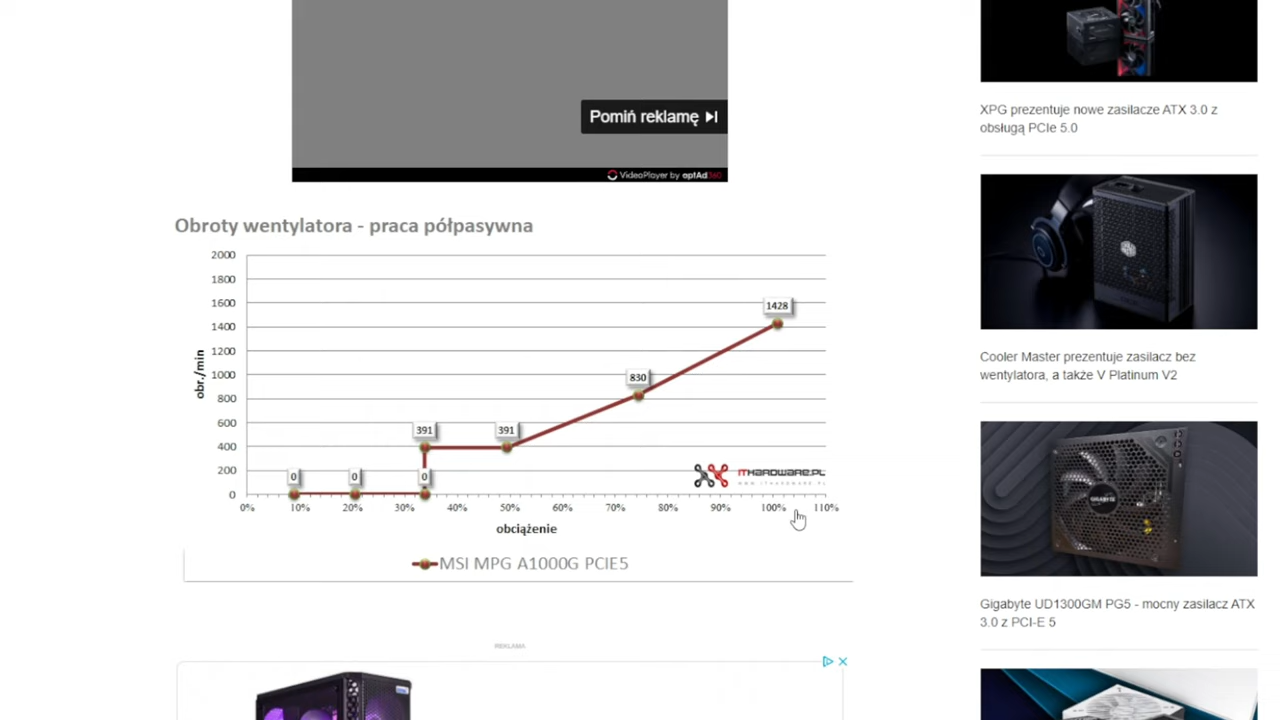 Pomiń reklamę
VideoPlayer by optAd360
Obroty wentylatora - praca półpasywna
2000
1800
1600
1400
1200
1000
800
600
400
200
0
obr./min
0
0
0
391
391
830
1428
ITHARDWARE.PL
WWW.ITHARDWARE.PL
0%
10%
20%
30%
40%
50%
60%
70%
80%
90%
100%
110%
obciążenie
MSI MPG A1000G PCIE5
REKLAMA
XPG prezentuje nowe zasilacze ATX 3.0 z
obsługą PCIe 5.0
Cooler Master prezentuje zasilacz bez
wentylatora, a także V Platinum V2
GIGABYTE
Gigabyte UD1300GM PG5 - mocny zasilacz ATX
3.0 z PCI-E 5